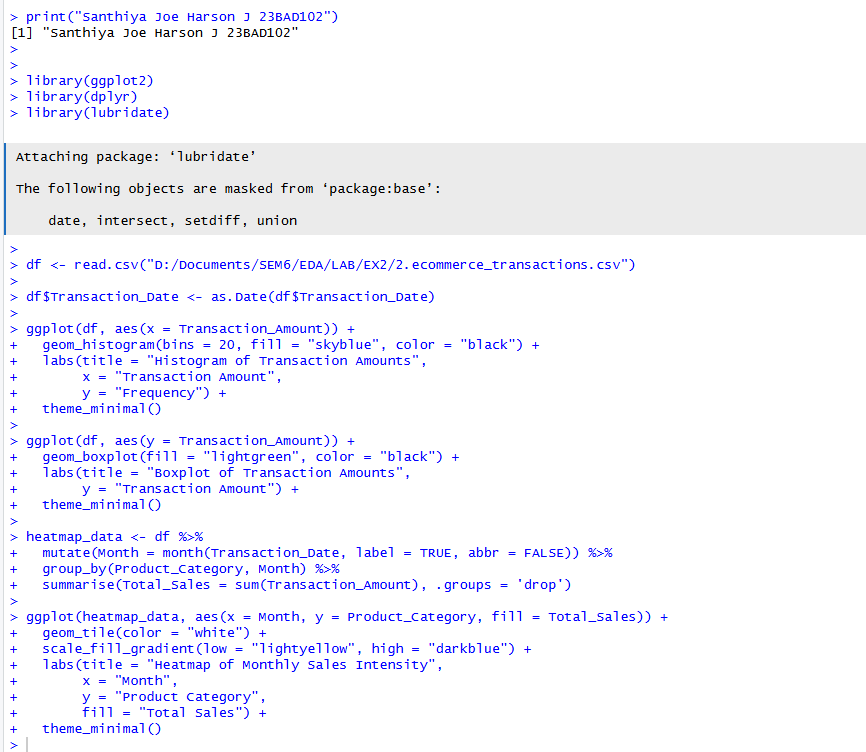 > print("Santhiya Joe Harson J 23BAD102")
[1] "Santhiya Joe Harson J 23BAD102"
>
>
> library(ggplot2)
> library(dplyr)
> library(lubridate)
Attaching package: ‘lubridate’
The following objects are masked from ‘package:base’:
    date, intersect, setdiff, union
>
> df <- read.csv("D:/Documents/SEM6/EDA/LAB/EX2/2.ecommerce_transactions.csv")
>
> df$Transaction_Date <- as.Date(df$Transaction_Date)
>
> ggplot(df, aes(x = Transaction_Amount)) +
+   geom_histogram(bins = 20, fill = "skyblue", color = "black") +
+   labs(title = "Histogram of Transaction Amounts",
+        x = "Transaction Amount",
+        y = "Frequency") +
+   theme_minimal()
>
> ggplot(df, aes(y = Transaction_Amount)) +
+   geom_boxplot(fill = "lightgreen", color = "black") +
+   labs(title = "Boxplot of Transaction Amounts",
+        y = "Transaction Amount") +
+   theme_minimal()
>
> heatmap_data <- df %>%
+   mutate(Month = month(Transaction_Date, label = TRUE, abbr = FALSE)) %>%
+   group_by(Product_Category, Month) %>%
+   summarise(Total_Sales = sum(Transaction_Amount), .groups = 'drop')
>
> ggplot(heatmap_data, aes(x = Month, y = Product_Category, fill = Total_Sales)) +
+   geom_tile(color = "white") +
+   scale_fill_gradient(low = "lightyellow", high = "darkblue") +
+   labs(title = "Heatmap of Monthly Sales Intensity",
+        x = "Month",
+        y = "Product Category",
+        fill = "Total Sales") +
+   theme_minimal()
>